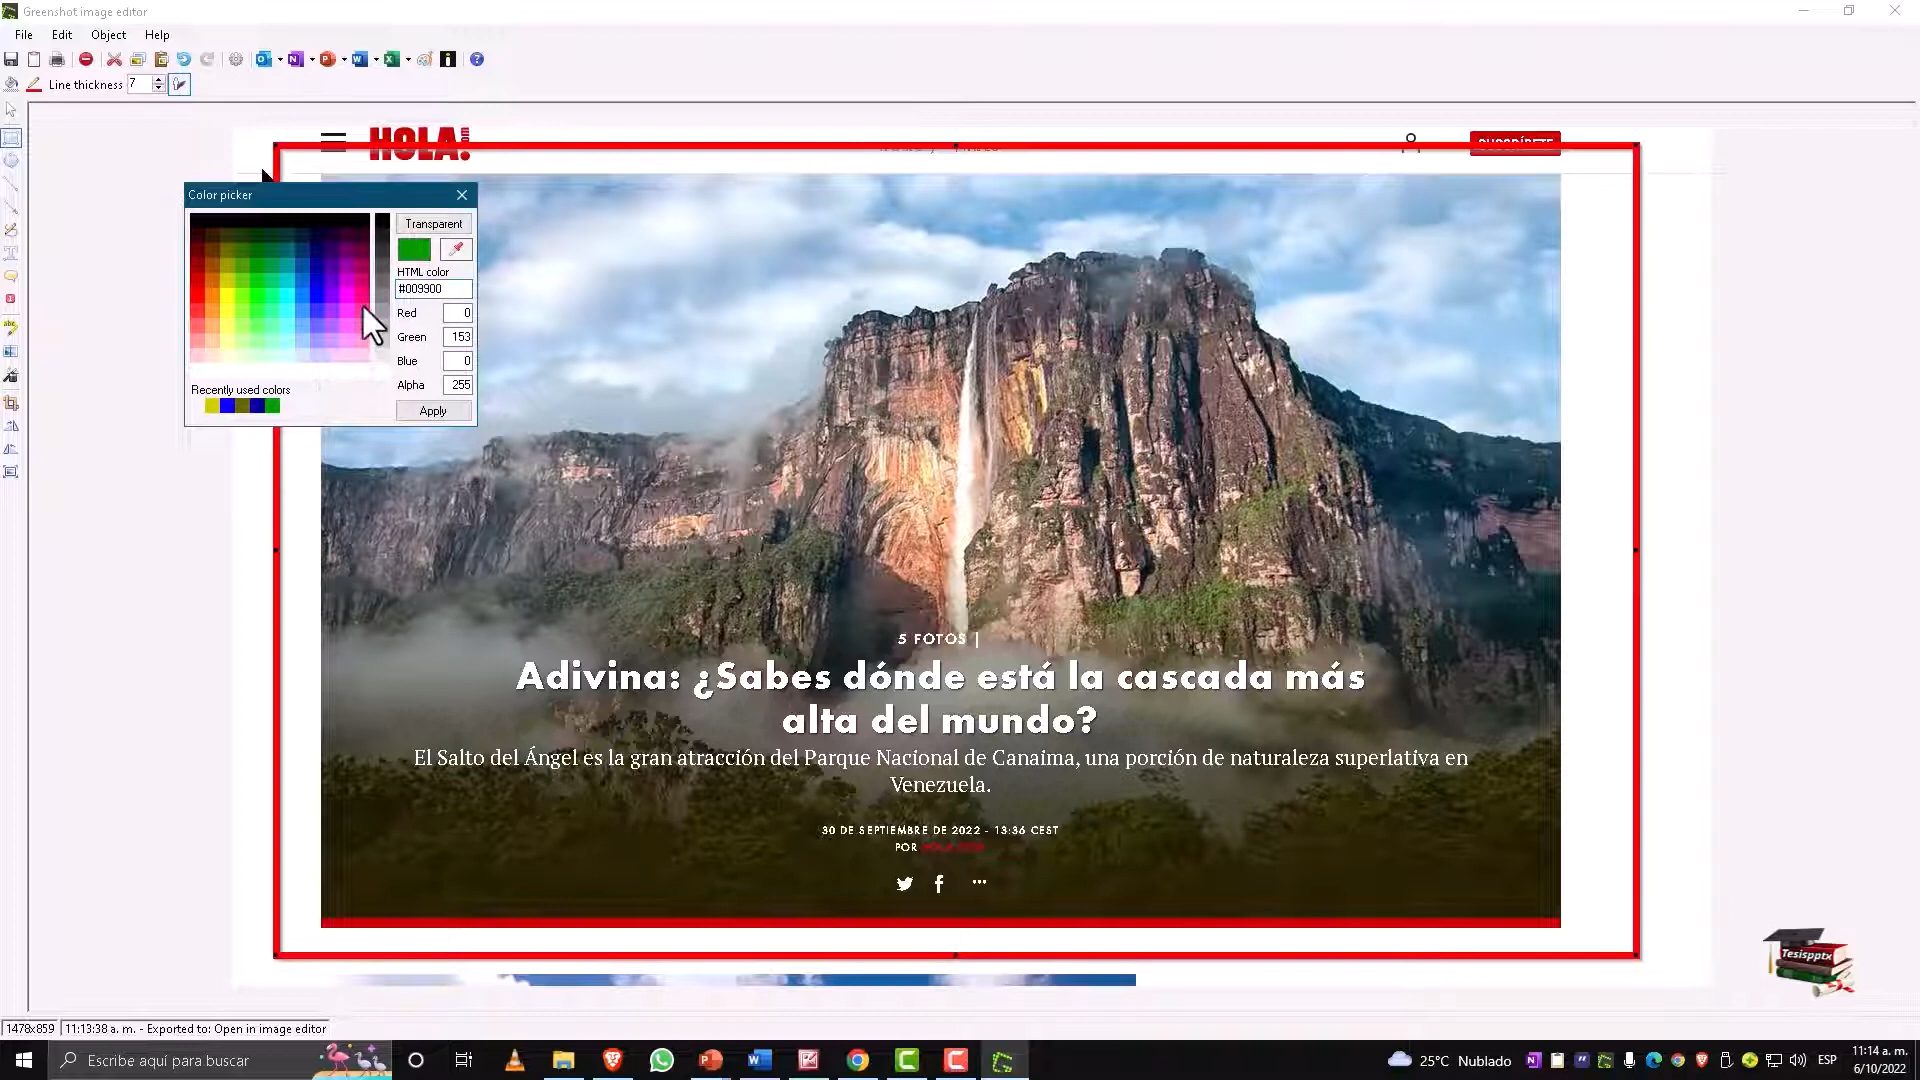 Greenshot image editor
File Edit Object Help
Line thickness 7
HOLA!
SUSCRÍBETE
Color picker
Transparent
HTML color
#009900
Red 0
Green 153
Blue 0
Alpha 255
Recently used colors
Apply
5 FOTOS |
Adivina: ¿Sabes dónde está la cascada más
alta del mundo?
El Salto del Ángel es la gran atracción del Parque Nacional de Canaima, una porción de naturaleza superlativa en
Venezuela.
30 DE SEPTIEMBRE DE 2022 - 13:36 CEST
POR HOLA.COM
Tesispptx
1478x859 11:13:38 a. m. - Exported to: Open in image editor
Escribe aquí para buscar
25°C Nublado
ESP
11:14 a. m.
6/10/2022